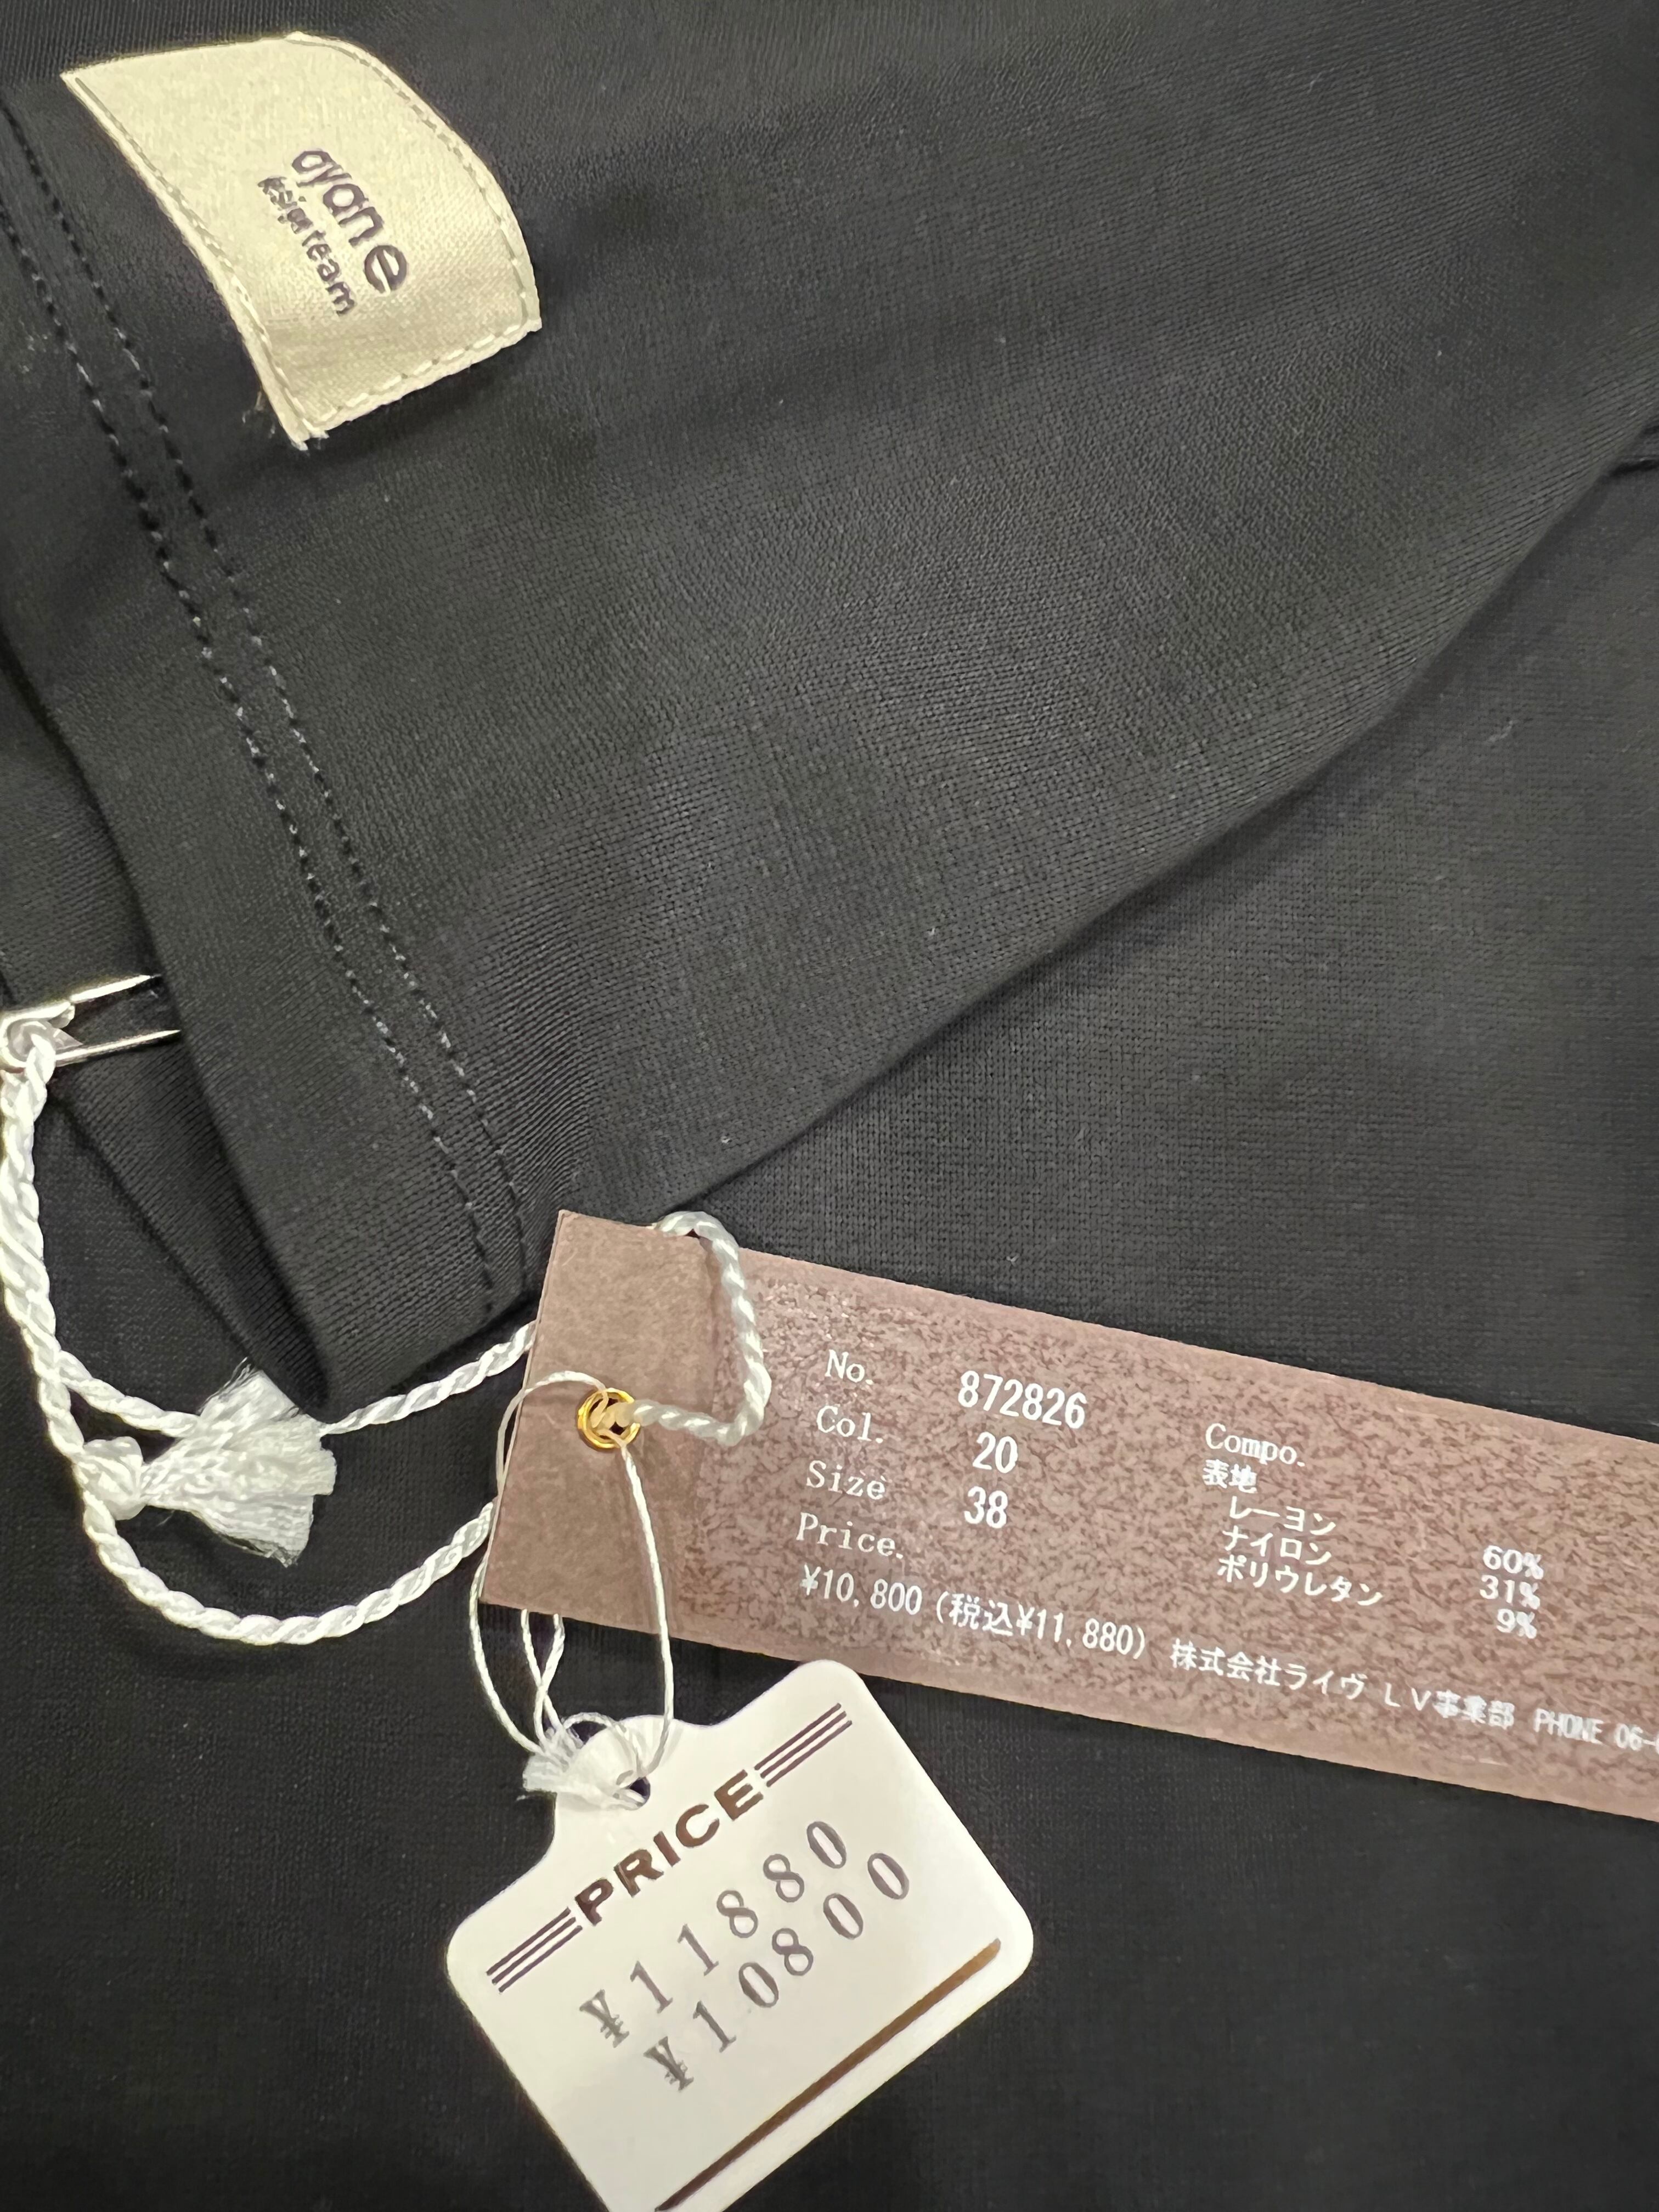 ayane
design team
No. 872826
Col. 20
Size 38
Price.
¥10,800 (税込¥11,880)
Compo.
表地
レーヨン 60%
ナイロン 31%
ポリウレタン 9%
株式会社ライヴ LV事業部 PHONE 06-
PRICE
¥11880
¥10800